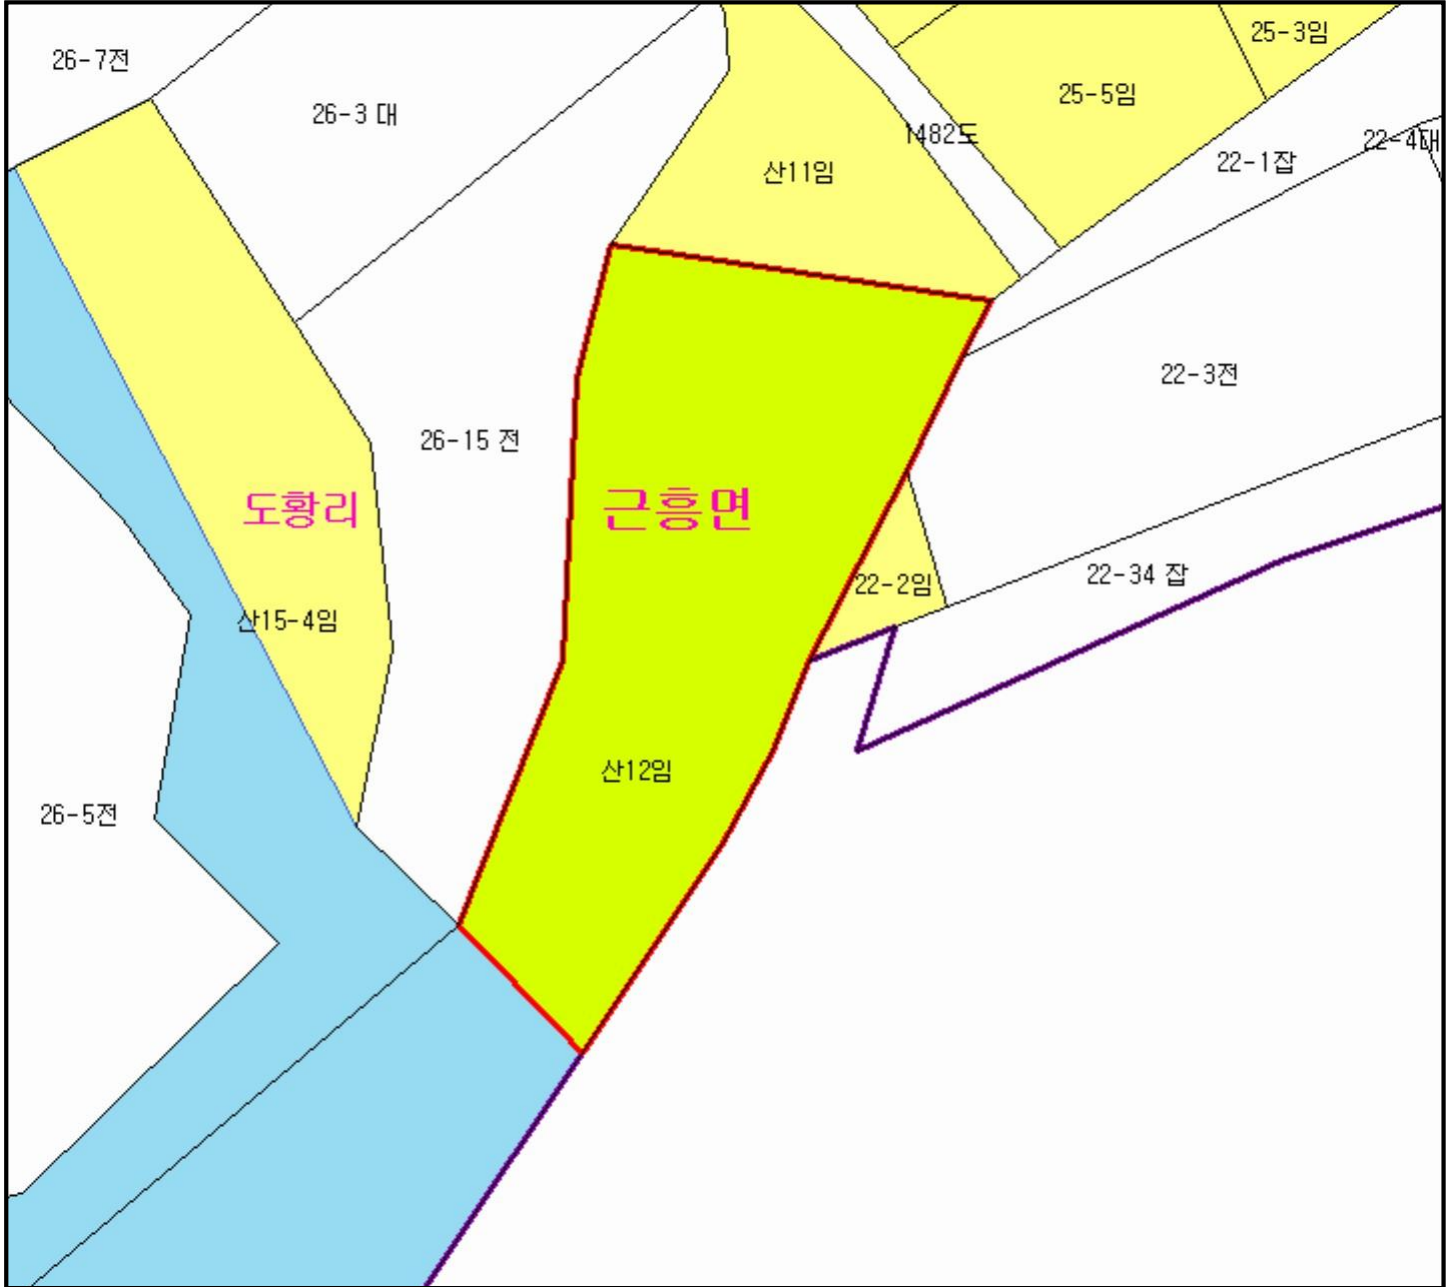 25-3임
26-7전
25-5임
26-3 대
1482도
22-4대
22-1잡
산11임
22-3전
26-15 전
도황리
근흥면
22-34 잡
22-2임
산15-4임
산12임
26-5전